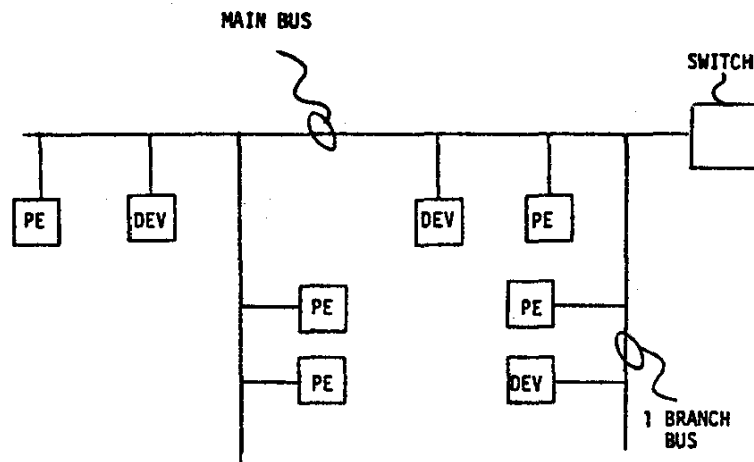 MAIN BUS
SWITCH
PE
DEV
DEV
PE
PE
PE
PE
DEV
1 BRANCH
BUS